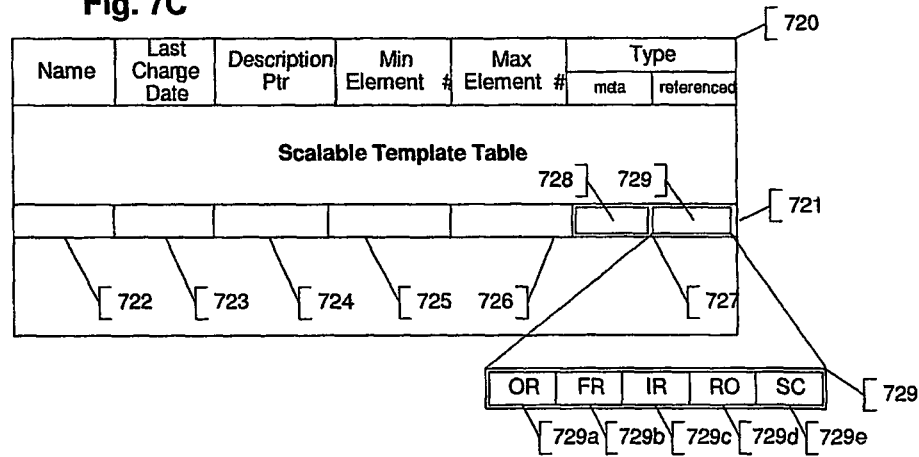 Fig. 7C
720
Name
Last
Charge
Date
Description
Ptr
Min
Element #
Max
Element #
Type
meta
referenced
Scalable Template Table
728
729
721
722
723
724
725
726
727
OR
FR
IR
RO
SC
729
729a
729b
729c
729d
729e